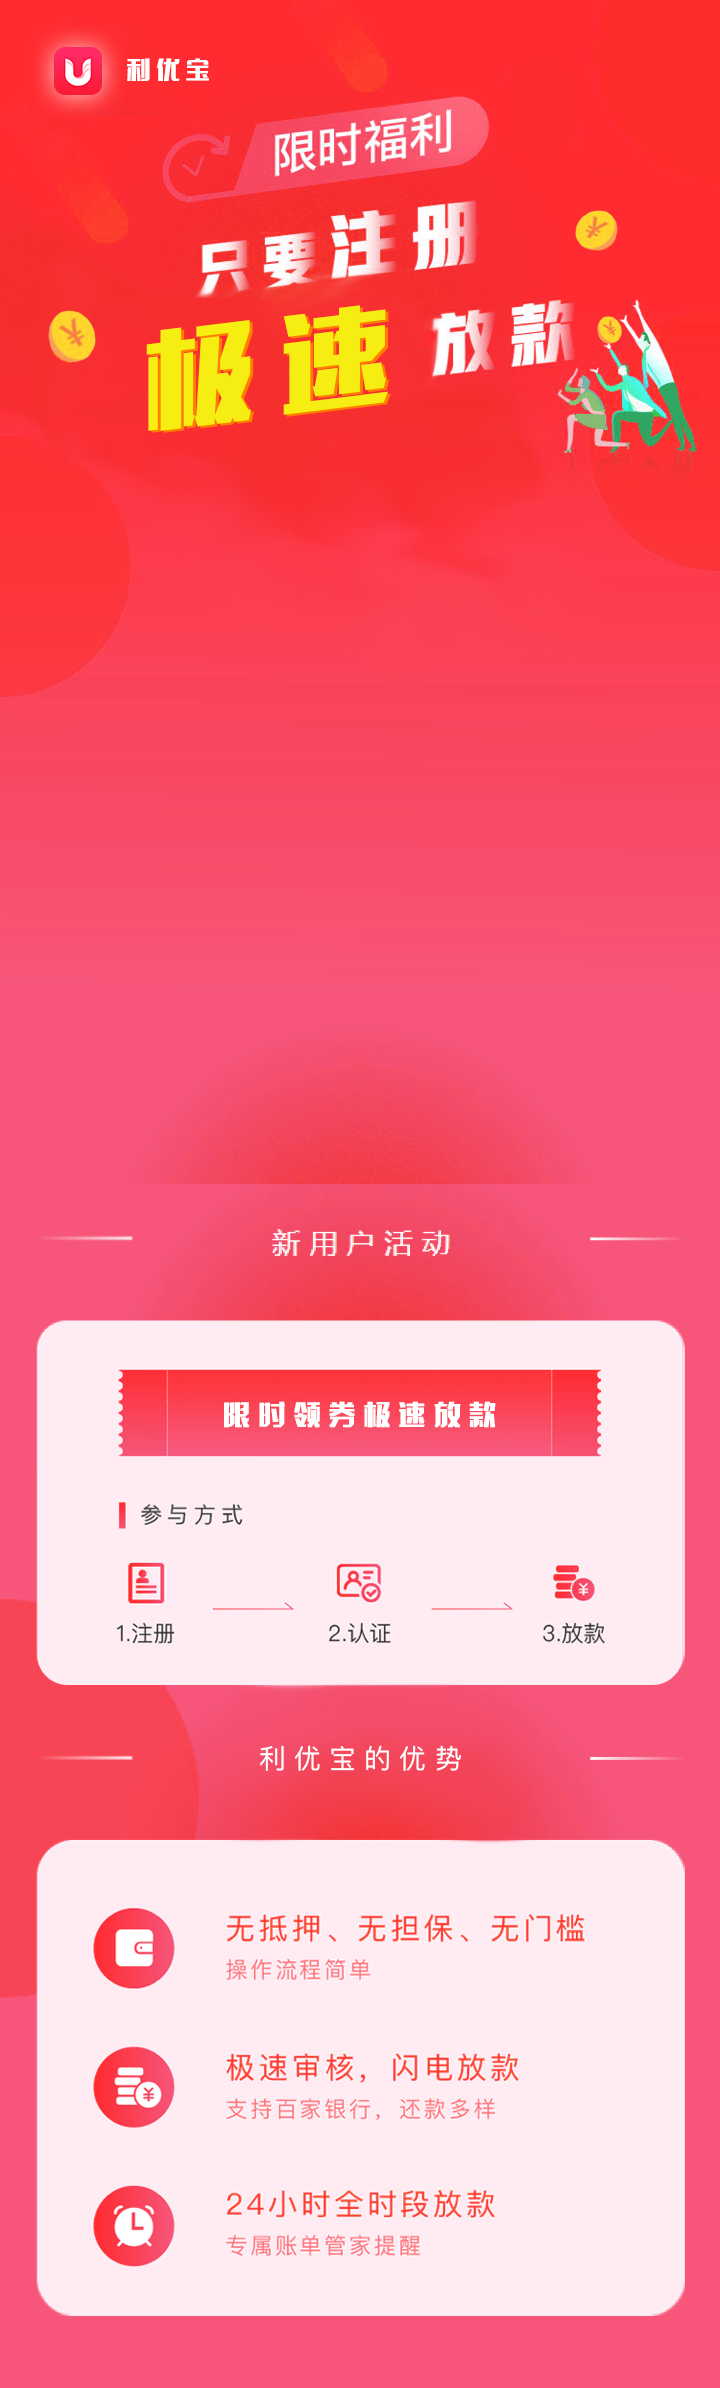 利优宝
限时福利
只要注册
极速放款
新用户活动
限时领券极速放款
参与方式
1.注册 2.认证 3.放款
利优宝的优势
无抵押、无担保、无门槛
操作流程简单
极速审核，闪电放款
支持百家银行，还款多样
24小时全时段放款
专属账单管家提醒